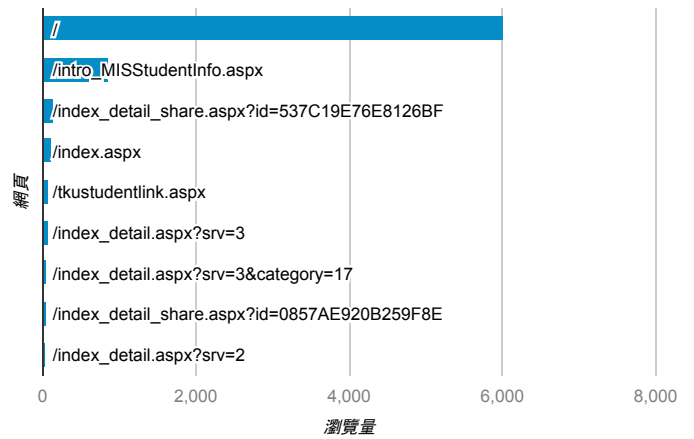 /
/intro_MISStudentInfo.aspx
/index_detail_share.aspx?id=537C19E76E8126BF
/index.aspx
/tkustudentlink.aspx
/index_detail.aspx?srv=3
/index_detail.aspx?srv=3&category=17
/index_detail_share.aspx?id=0857AE920B259F8E
/index_detail.aspx?srv=2
網頁
0 2,000 4,000 6,000 8,000
瀏覽量